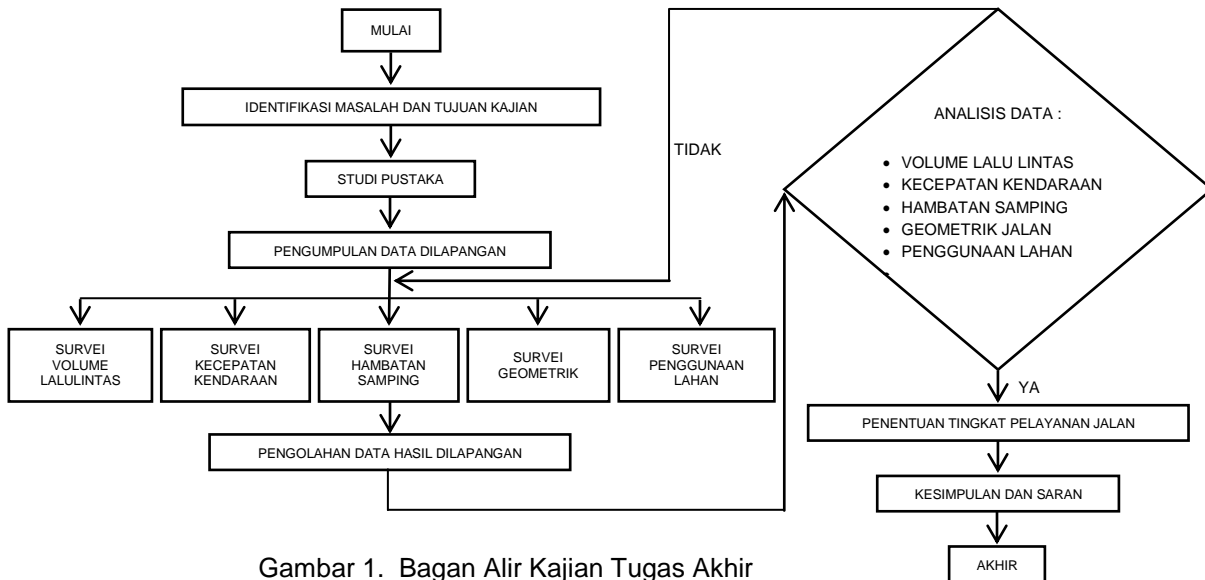 MULAI
IDENTIFIKASI MASALAH DAN TUJUAN KAJIAN
STUDI PUSTAKA
PENGUMPULAN DATA DILAPANGAN
SURVEI
VOLUME
LALULINTAS
SURVEI
KECEPATAN
KENDARAAN
SURVEI
HAMBATAN
SAMPING
SURVEI
GEOMETRIK
SURVEI
PENGGUNAAN
LAHAN
PENGOLAHAN DATA HASIL DILAPANGAN
TIDAK
ANALISIS DATA :
• VOLUME LALU LINTAS
• KECEPATAN KENDARAAN
• HAMBATAN SAMPING
• GEOMETRIK JALAN
• PENGGUNAAN LAHAN
YA
PENENTUAN TINGKAT PELAYANAN JALAN
KESIMPULAN DAN SARAN
AKHIR
Gambar 1. Bagan Alir Kajian Tugas Akhir